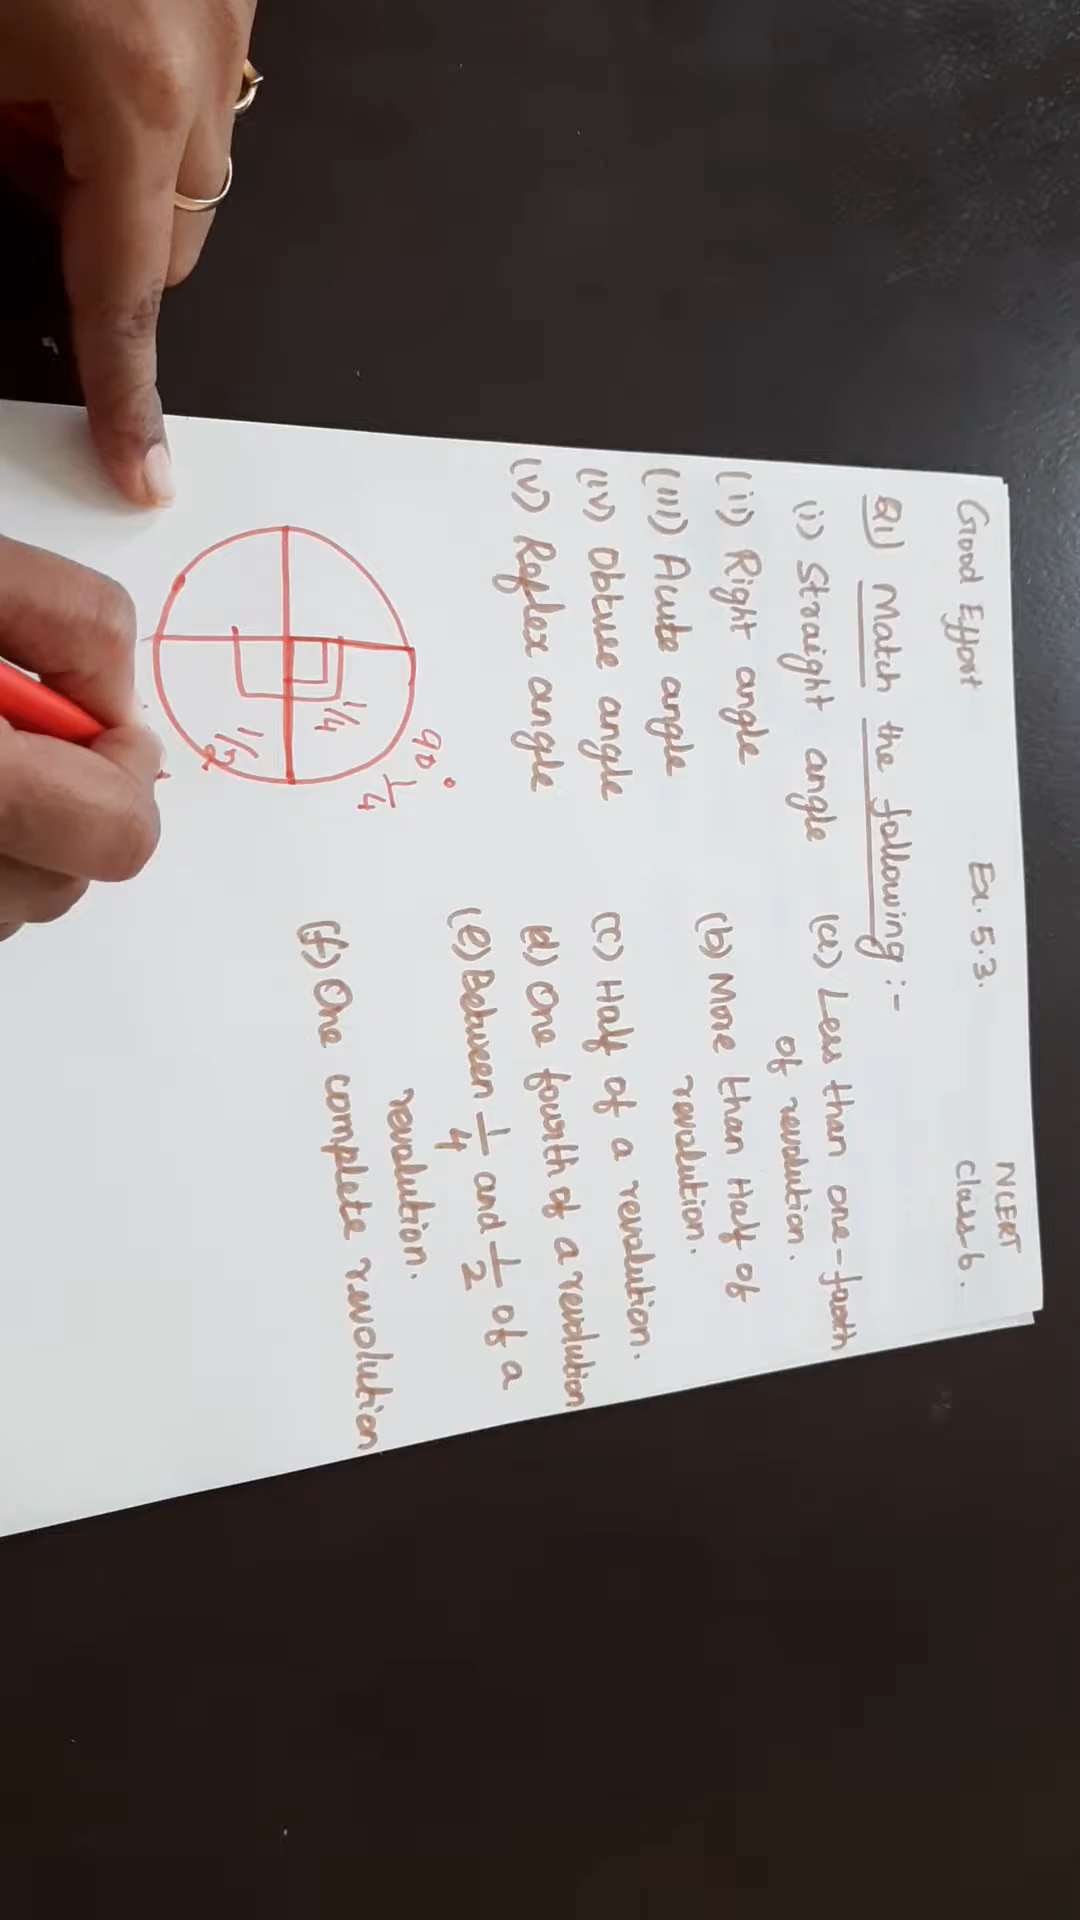 Good Effort Ex. 5.3. NCERT
Class 6.
Q1) Match the following :-
(i) Straight angle (a) Less than one-fouth
of revolution.
(ii) Right angle (b) More than Half of
revolution.
(iii) Acute angle (c) Half of a revolution.
(iv) Obtuse angle (d) One fourth of a revolution
(v) Reflex angle (e) Between 1/4 and 1/2 of a
revolution.
(f) One complete revolution
90°
1/4
1/4
1/2